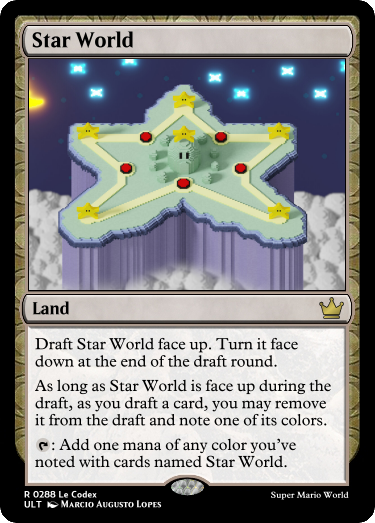 Star World
Land
Draft Star World face up. Turn it face
down at the end of the draft round.
As long as Star World is face up during the
draft, as you draft a card, you may remove
it from the draft and note one of its colors.
: Add one mana of any color you've
noted with cards named Star World.
R 0288 Le Codex
ULT Marcio Augusto Lopes
Super Mario World